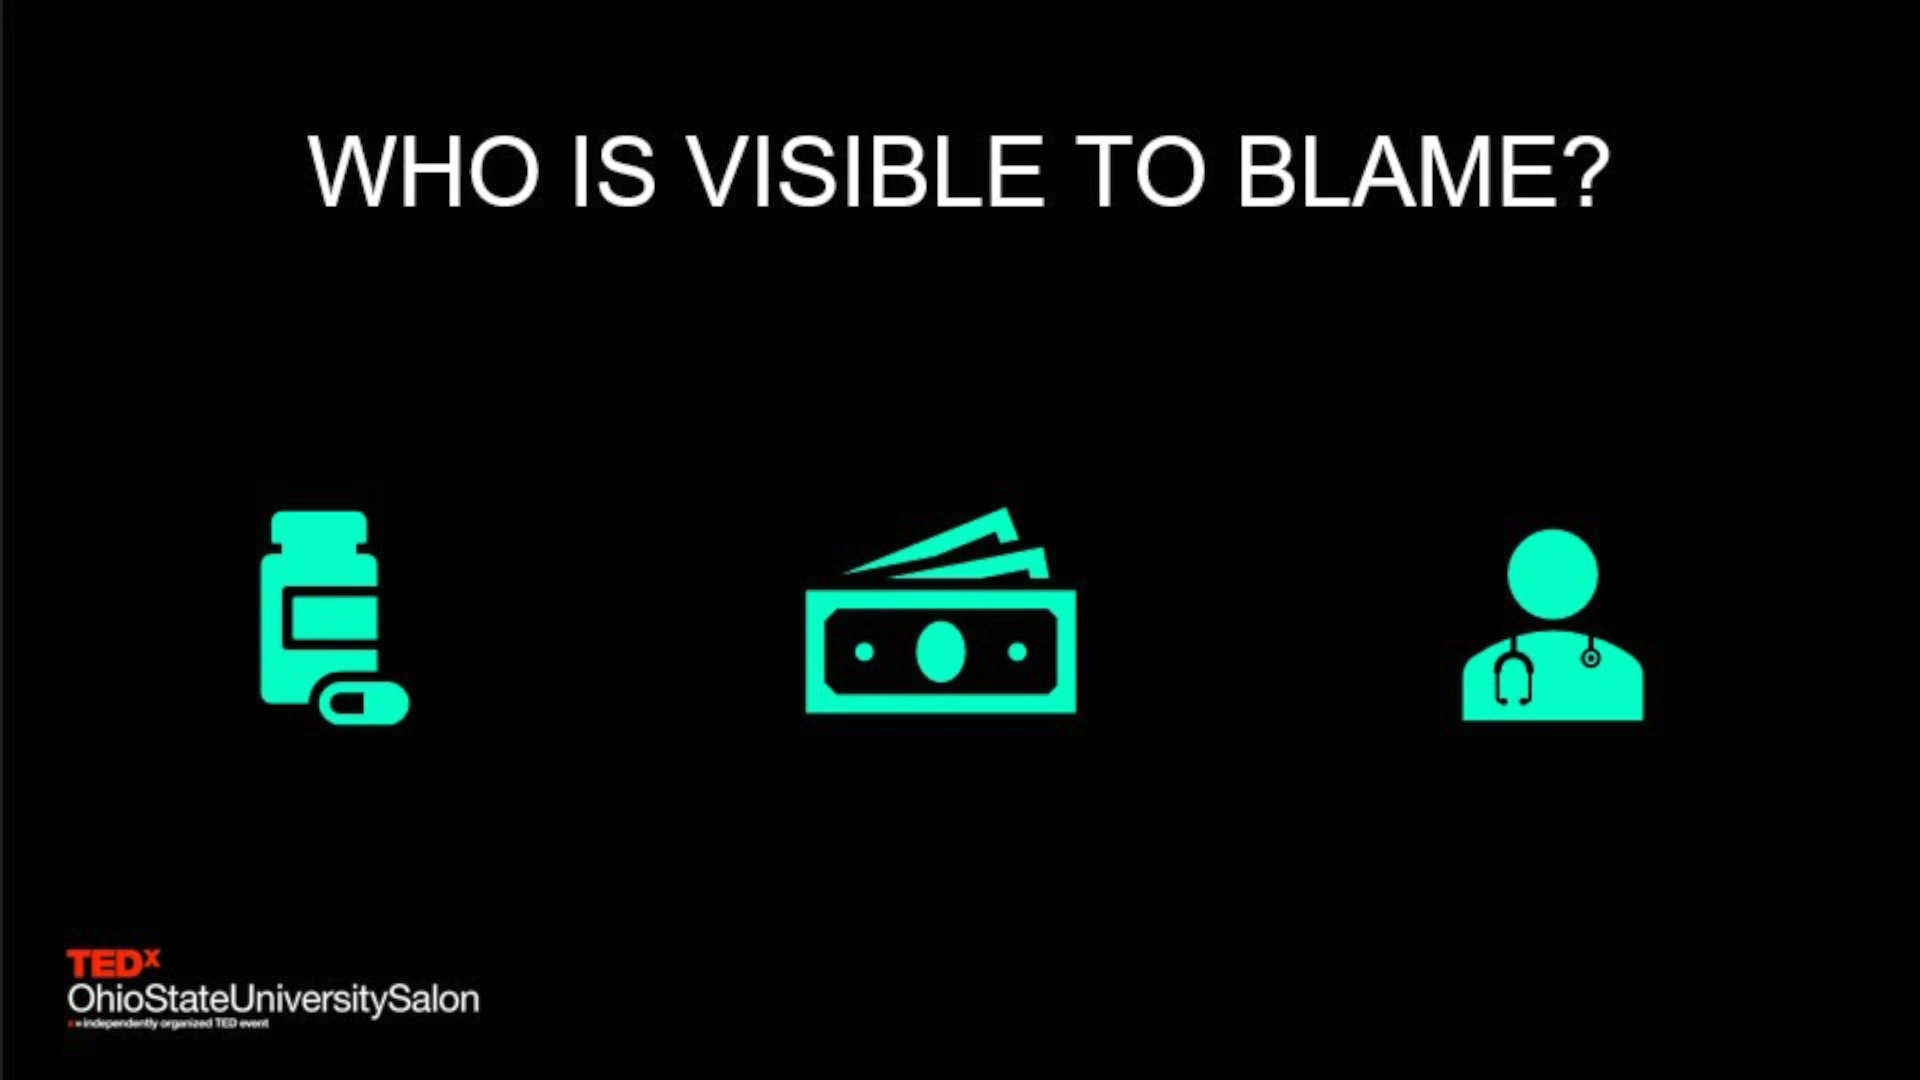 WHO IS VISIBLE TO BLAME?
TEDx
OhioStateUniversitySalon
x = independently organized TED event